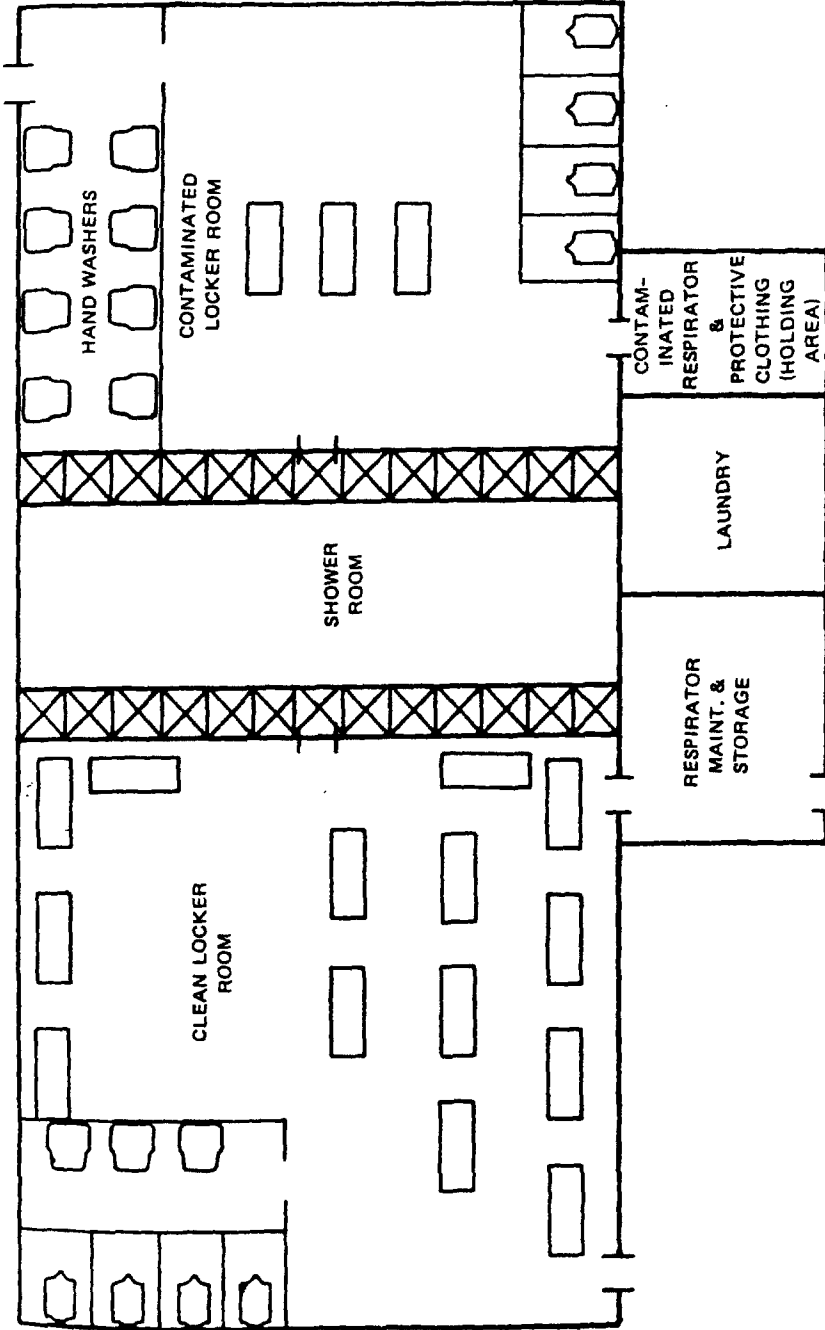 HAND WASHERS
CONTAMINATED
LOCKER ROOM
SHOWER
ROOM
CLEAN LOCKER
ROOM
CONTAM-
INATED
RESPIRATOR
&
PROTECTIVE
CLOTHING
(HOLDING
AREA)
LAUNDRY
RESPIRATOR
MAINT. &
STORAGE